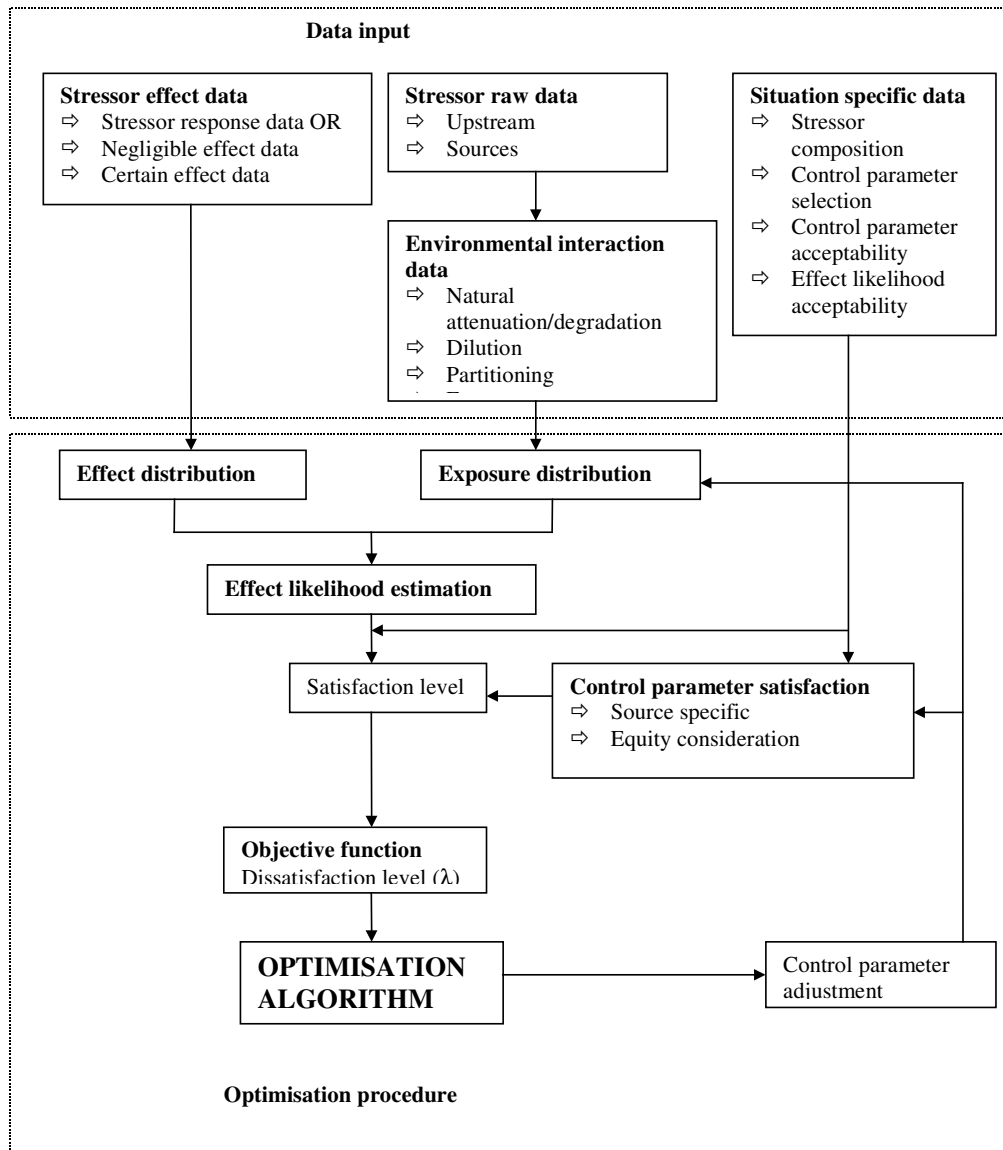 Data input
Stressor effect data
⇨ Stressor response data OR
⇨ Negligible effect data
⇨ Certain effect data
Stressor raw data
⇨ Upstream
⇨ Sources
Situation specific data
⇨ Stressor
composition
⇨ Control parameter
selection
⇨ Control parameter
acceptability
⇨ Effect likelihood
acceptability
Environmental interaction
data
⇨ Natural
attenuation/degradation
⇨ Dilution
⇨ Partitioning
Effect distribution
Exposure distribution
Effect likelihood estimation
Satisfaction level
Control parameter satisfaction
⇨ Source specific
⇨ Equity consideration
Objective function
Dissatisfaction level (λ)
OPTIMISATION
ALGORITHM
Control parameter
adjustment
Optimisation procedure